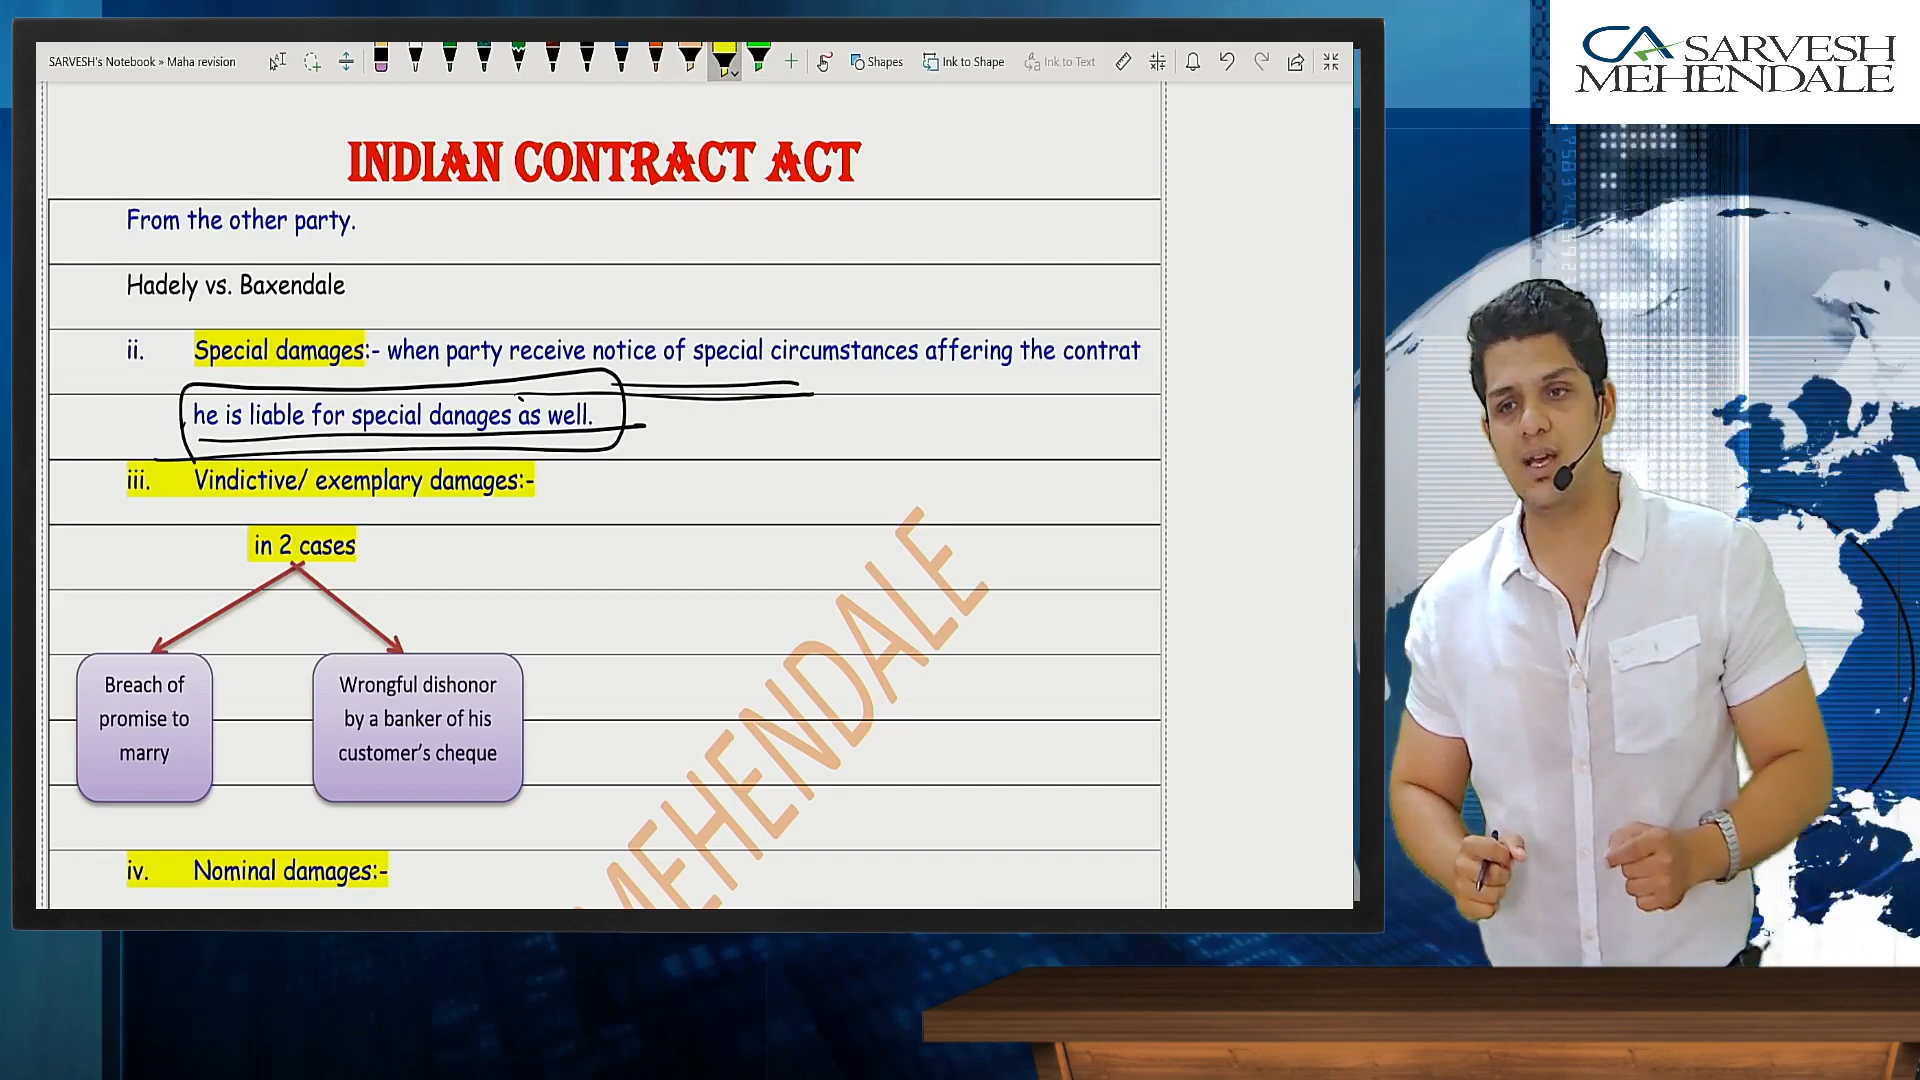 SARVESH's Notebook » Maha revision
Shapes
Ink to Shape
Ink to Text
CA SARVESH
MEHENDALE
INDIAN CONTRACT ACT
From the other party.
Hadely vs. Baxendale
ii. Special damages:- when party receive notice of special circumstances affering the contrat
he is liable for special danages as well.
iii. Vindictive/ exemplary damages:-
in 2 cases
Breach of
promise to
marry
Wrongful dishonor
by a banker of his
customer's cheque
iv. Nominal damages:-
MEHENDALE